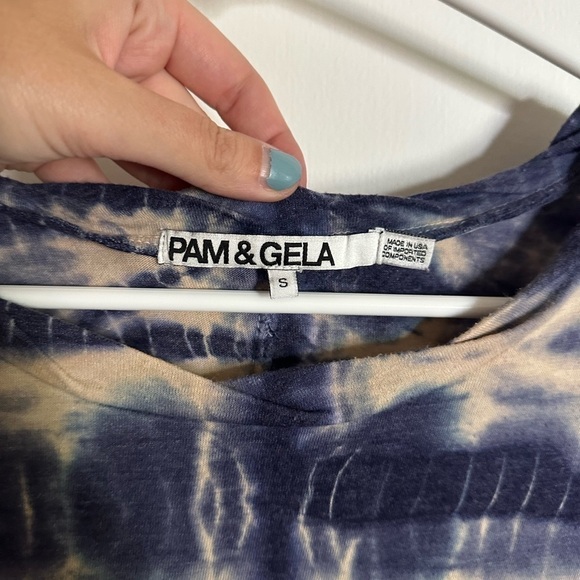 PAM & GELA
S
MADE IN USA
OF IMPORTED
COMPONENTS